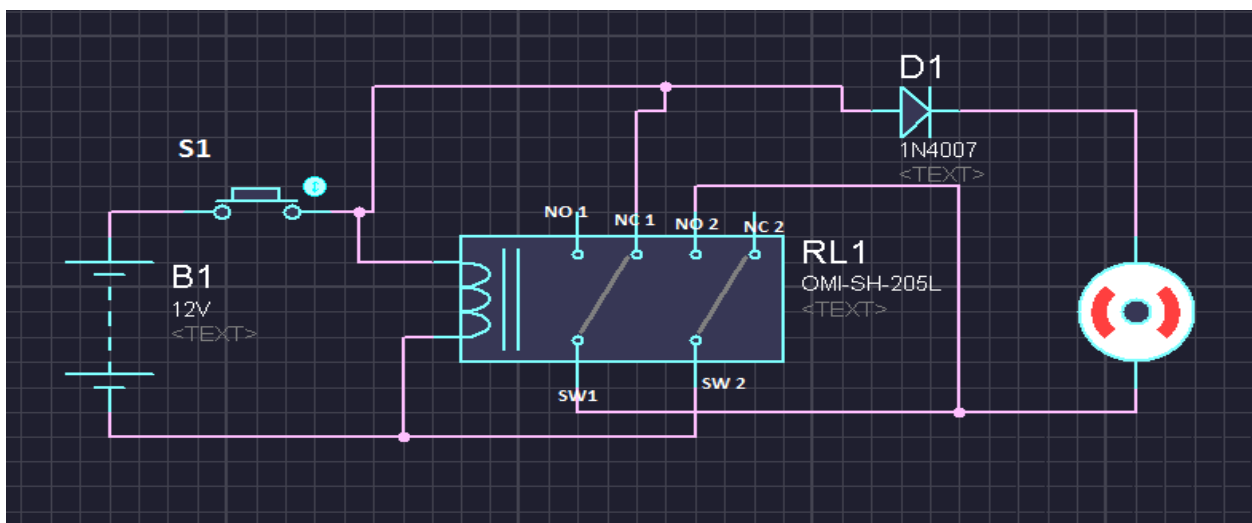 D1
1N4007
<TEXT>
S1
NO 1
NC 1
NO 2
NC 2
B1
12V
<TEXT>
RL1
OMI-SH-205L
<TEXT>
SW1
SW 2